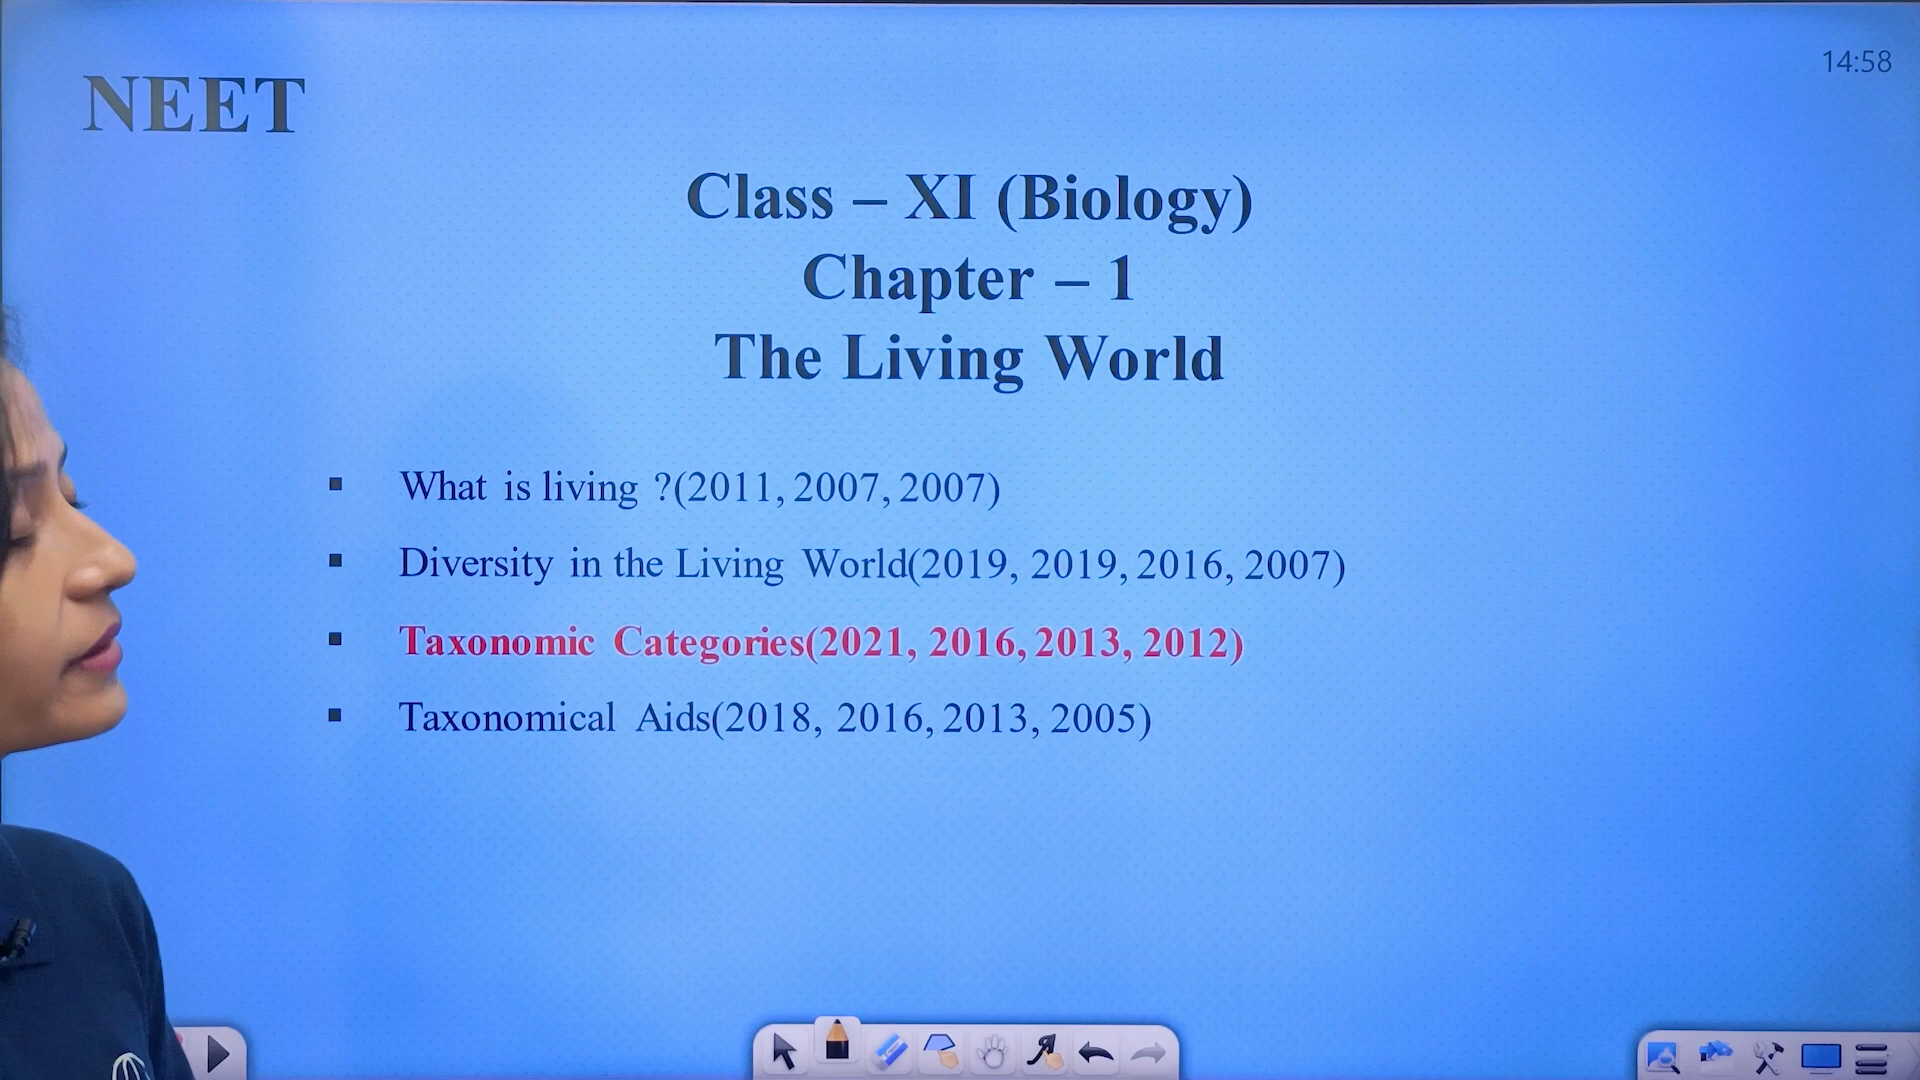 NEET
14:58
Class – XI (Biology)
Chapter – 1
The Living World
▪ What is living ?(2011, 2007, 2007)
▪ Diversity in the Living World(2019, 2019, 2016, 2007)
▪ Taxonomic Categories(2021, 2016, 2013, 2012)
▪ Taxonomical Aids(2018, 2016, 2013, 2005)